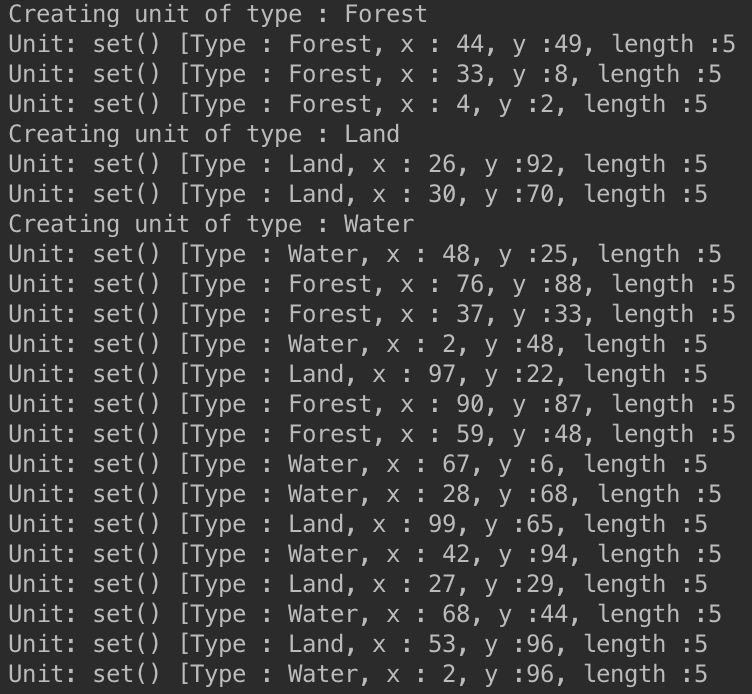 Creating unit of type : Forest
Unit: set() [Type : Forest, x : 44, y :49, length :5
Unit: set() [Type : Forest, x : 33, y :8, length :5
Unit: set() [Type : Forest, x : 4, y :2, length :5
Creating unit of type : Land
Unit: set() [Type : Land, x : 26, y :92, length :5
Unit: set() [Type : Land, x : 30, y :70, length :5
Creating unit of type : Water
Unit: set() [Type : Water, x : 48, y :25, length :5
Unit: set() [Type : Forest, x : 76, y :88, length :5
Unit: set() [Type : Forest, x : 37, y :33, length :5
Unit: set() [Type : Water, x : 2, y :48, length :5
Unit: set() [Type : Land, x : 97, y :22, length :5
Unit: set() [Type : Forest, x : 90, y :87, length :5
Unit: set() [Type : Forest, x : 59, y :48, length :5
Unit: set() [Type : Water, x : 67, y :6, length :5
Unit: set() [Type : Water, x : 28, y :68, length :5
Unit: set() [Type : Land, x : 99, y :65, length :5
Unit: set() [Type : Water, x : 42, y :94, length :5
Unit: set() [Type : Land, x : 27, y :29, length :5
Unit: set() [Type : Water, x : 68, y :44, length :5
Unit: set() [Type : Land, x : 53, y :96, length :5
Unit: set() [Type : Water, x : 2, y :96, length :5